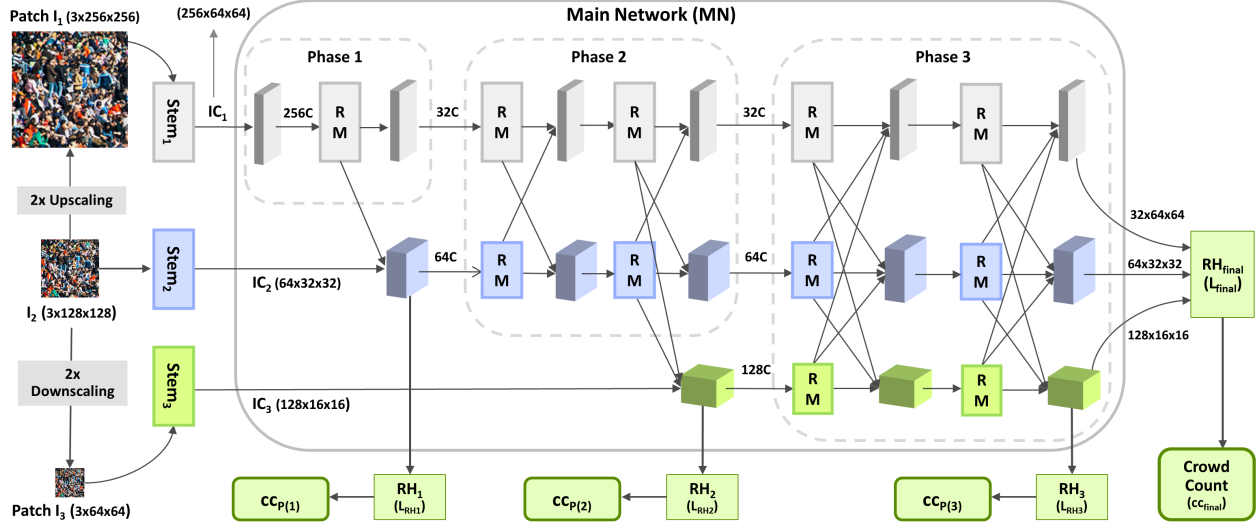 Patch I1 (3x256x256)
(256x64x64)
Main Network (MN)
Phase 1
Phase 2
Phase 3
Stem1
IC1
256C
R
M
32C
R
M
R
M
32C
R
M
R
M
2x Upscaling
32x64x64
Stem2
IC2 (64x32x32)
64C
R
M
R
M
64C
R
M
R
M
64x32x32
RHfinal
(Lfinal)
I2 (3x128x128)
128x16x16
2x
Downscaling
Stem3
IC3 (128x16x16)
128C
R
M
R
M
Patch I3 (3x64x64)
ccP(1)
RH1
(LRH1)
ccP(2)
RH2
(LRH2)
ccP(3)
RH3
(LRH3)
Crowd
Count
(ccfinal)